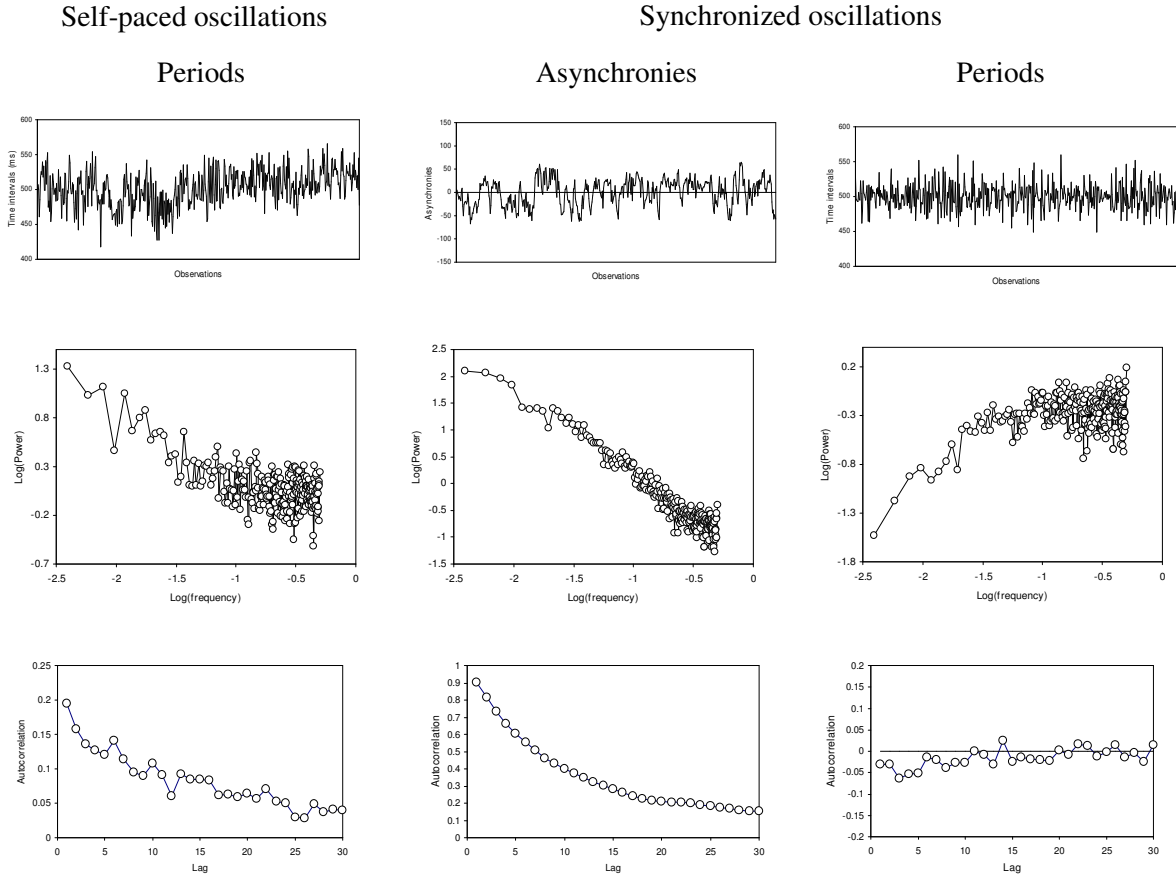 Self-paced oscillations
Synchronized oscillations
Periods
Asynchronies
Periods
600
550
500
450
400
Time intervals (ms)
Observations
150
100
50
0
-50
-100
-150
Asynchronies
Observations
600
550
500
450
400
Time intervals
Observations
1.3
0.8
0.3
-0.2
-0.7
Log(Power)
-2.5 -2 -1.5 -1 -0.5 0
Log(frequency)
2.5
2
1.5
1
0.5
0
-0.5
-1
-1.5
Log(Power)
-2.5 -2 -1.5 -1 -0.5 0
Log(frequency)
0.2
-0.3
-0.8
-1.3
-1.8
Log(Power)
-2.5 -2 -1.5 -1 -0.5 0
Log(frequency)
0.25
0.2
0.15
0.1
0.05
0
Autocorrelation
0 5 10 15 20 25 30
Lag
1
0.9
0.8
0.7
0.6
0.5
0.4
0.3
0.2
0.1
0
Autocorrelation
0 5 10 15 20 25 30
Lag
0.2
0.15
0.1
0.05
0
-0.05
-0.1
-0.15
-0.2
Autocorrelation
0 5 10 15 20 25 30
Lag